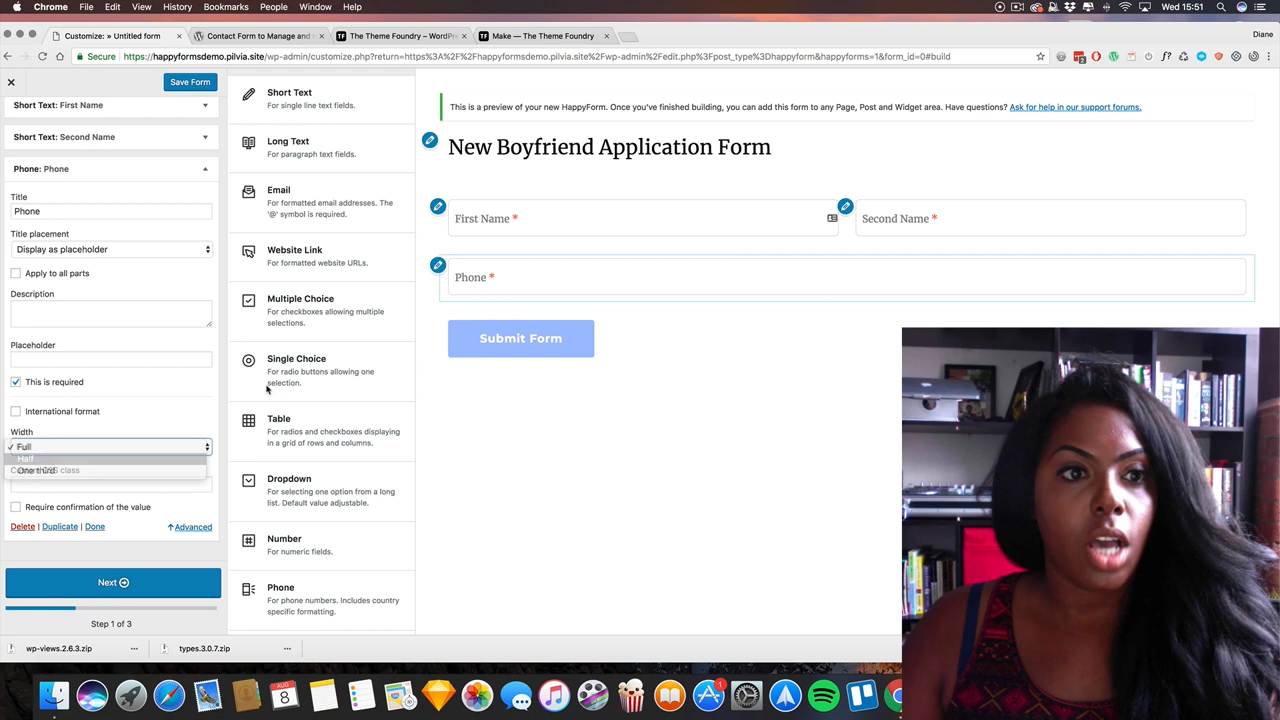 Chrome File Edit View History Bookmarks People Window Help
Wed 15:51
Customize: » Untitled form
Contact Form to Manage and
The Theme Foundry – WordPr
Make — The Theme Foundry
Diane
Secure https://happyformsdemo.pilvia.site/wp-admin/customize.php?return=https%3A%2F%2Fhappyformsdemo.pilvia.site%2Fwp-admin%2Fedit.php%3Fpost_type%3Dhappyform&happyforms=1&form_id=0#build
Save Form
Short Text: First Name
Short Text: Second Name
Phone: Phone
Title
Phone
Title placement
Display as placeholder
Apply to all parts
Description
Placeholder
This is required
International format
Width
✓ Full
Half
One third
Require confirmation of the value
Delete | Duplicate | Done
Advanced
Next
Step 1 of 3
Short Text
For single line text fields.
Long Text
For paragraph text fields.
Email
For formatted email addresses. The
'@' symbol is required.
Website Link
For formatted website URLs.
Multiple Choice
For checkboxes allowing multiple
selections.
Single Choice
For radio buttons allowing one
selection.
Table
For radios and checkboxes displaying
in a grid of rows and columns.
Dropdown
For selecting one option from a long
list. Default value adjustable.
Number
For numeric fields.
Phone
For phone numbers. Includes country
specific formatting.
This is a preview of your new HappyForm. Once you've finished building, you can add this form to any Page, Post and Widget area. Have questions? Ask for help in our support forums.
New Boyfriend Application Form
First Name *
Second Name *
Phone *
Submit Form
wp-views.2.6.3.zip
types.3.0.7.zip
AUG
8
1